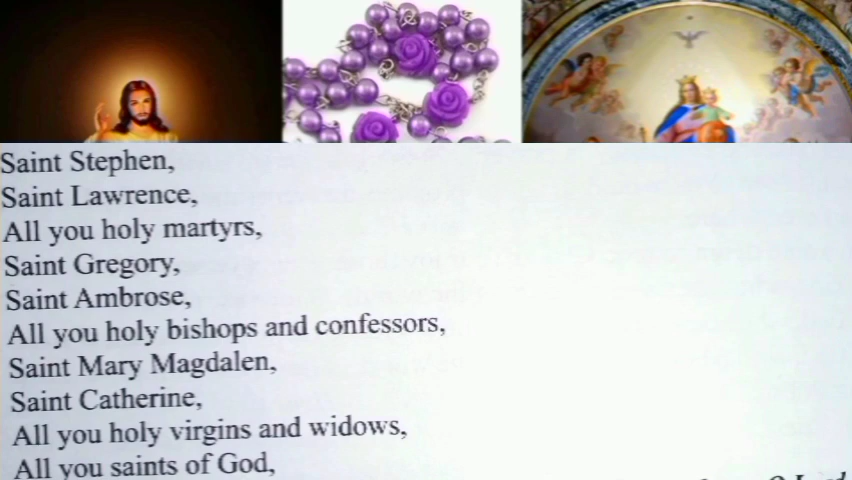 Saint Stephen,
Saint Lawrence,
All you holy martyrs,
Saint Gregory,
Saint Ambrose,
All you holy bishops and confessors,
Saint Mary Magdalen,
Saint Catherine,
All you holy virgins and widows,
All you saints of God,